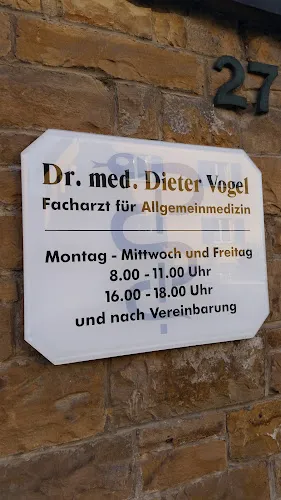 27
Dr. med. Dieter Vogel
Facharzt für Allgemeinmedizin
Montag - Mittwoch und Freitag
8.00 - 11.00 Uhr
16.00 - 18.00 Uhr
und nach Vereinbarung